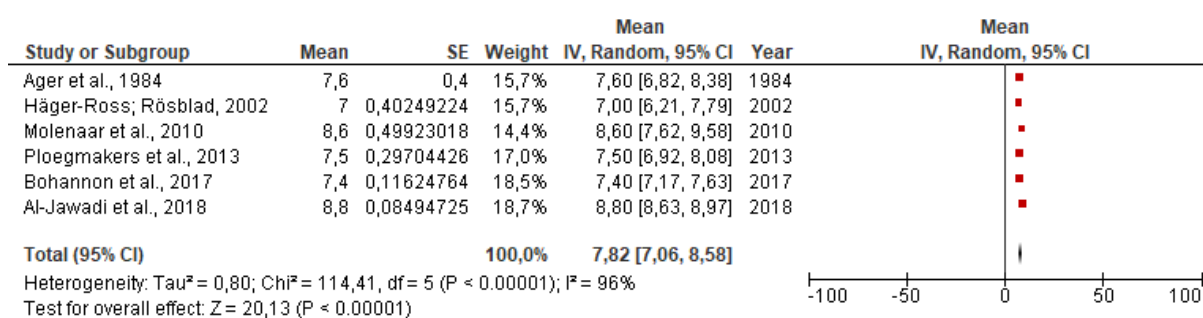 Mean Mean
Study or Subgroup Mean SE Weight IV, Random, 95% CI Year IV, Random, 95% CI
Ager et al., 1984 7,6 0,4 15,7% 7,60 [6,82, 8,38] 1984
Häger-Ross; Rösblad, 2002 7 0,40249224 15,7% 7,00 [6,21, 7,79] 2002
Molenaar et al., 2010 8,6 0,49923018 14,4% 8,60 [7,62, 9,58] 2010
Ploegmakers et al., 2013 7,5 0,29704426 17,0% 7,50 [6,92, 8,08] 2013
Bohannon et al., 2017 7,4 0,11624764 18,5% 7,40 [7,17, 7,63] 2017
Al-Jawadi et al., 2018 8,8 0,08494725 18,7% 8,80 [8,63, 8,97] 2018
Total (95% CI) 100,0% 7,82 [7,06, 8,58]
Heterogeneity: Tau² = 0,80; Chi² = 114,41, df = 5 (P < 0.00001); I² = 96%
Test for overall effect: Z = 20,13 (P < 0.00001)
-100 -50 0 50 100